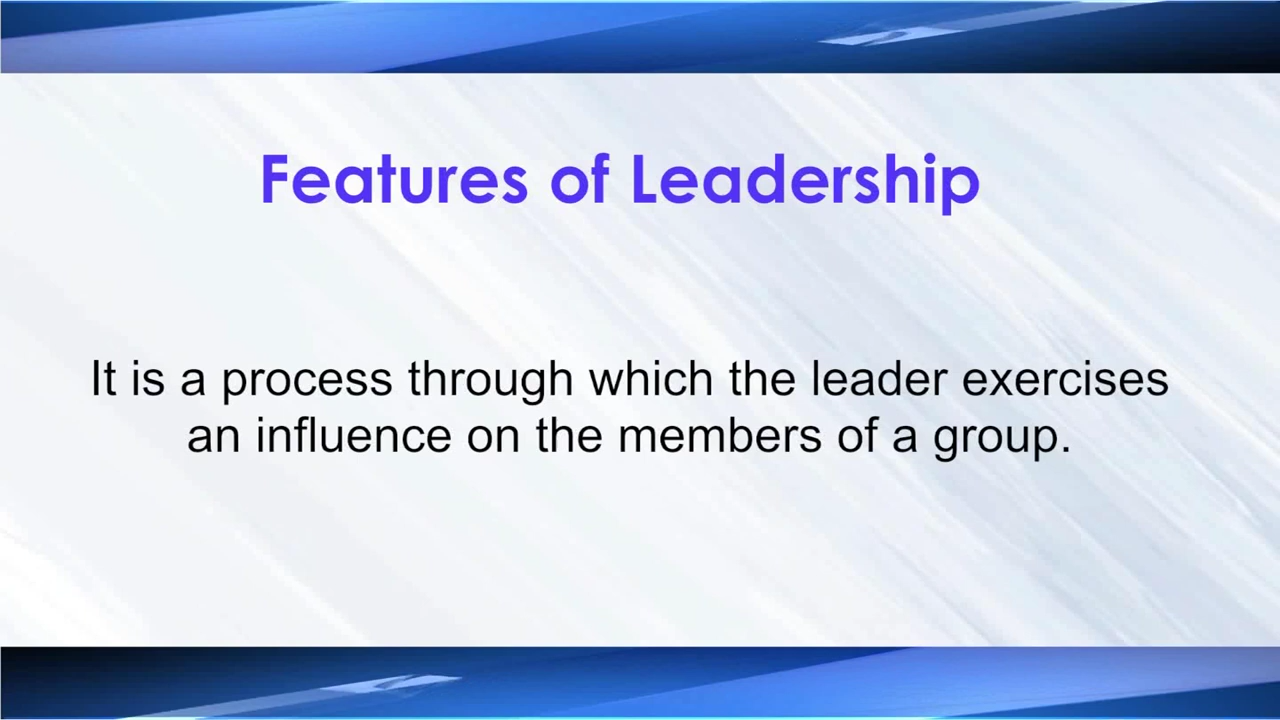 Features of Leadership
It is a process through which the leader exercises
an influence on the members of a group.